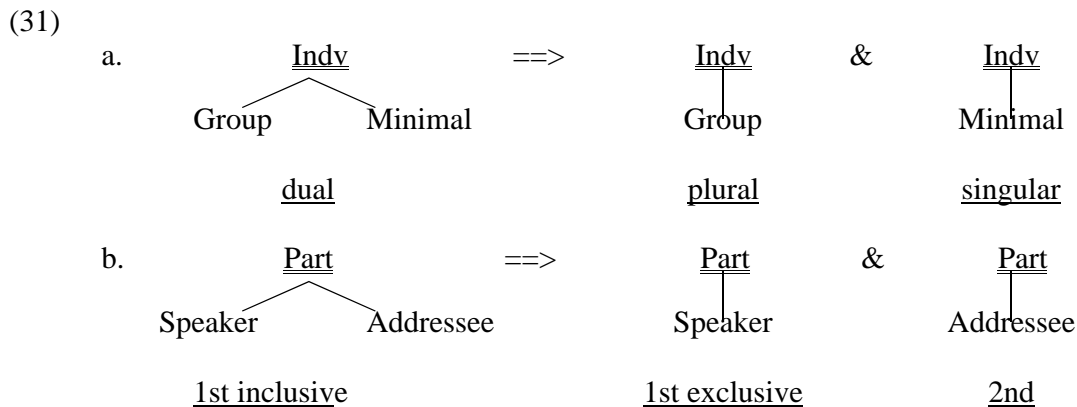 (31)
a. Indv ==> Indv & Indv
Group Minimal Group Minimal
dual plural singular
b. Part ==> Part & Part
Speaker Addressee Speaker Addressee
1st inclusive 1st exclusive 2nd